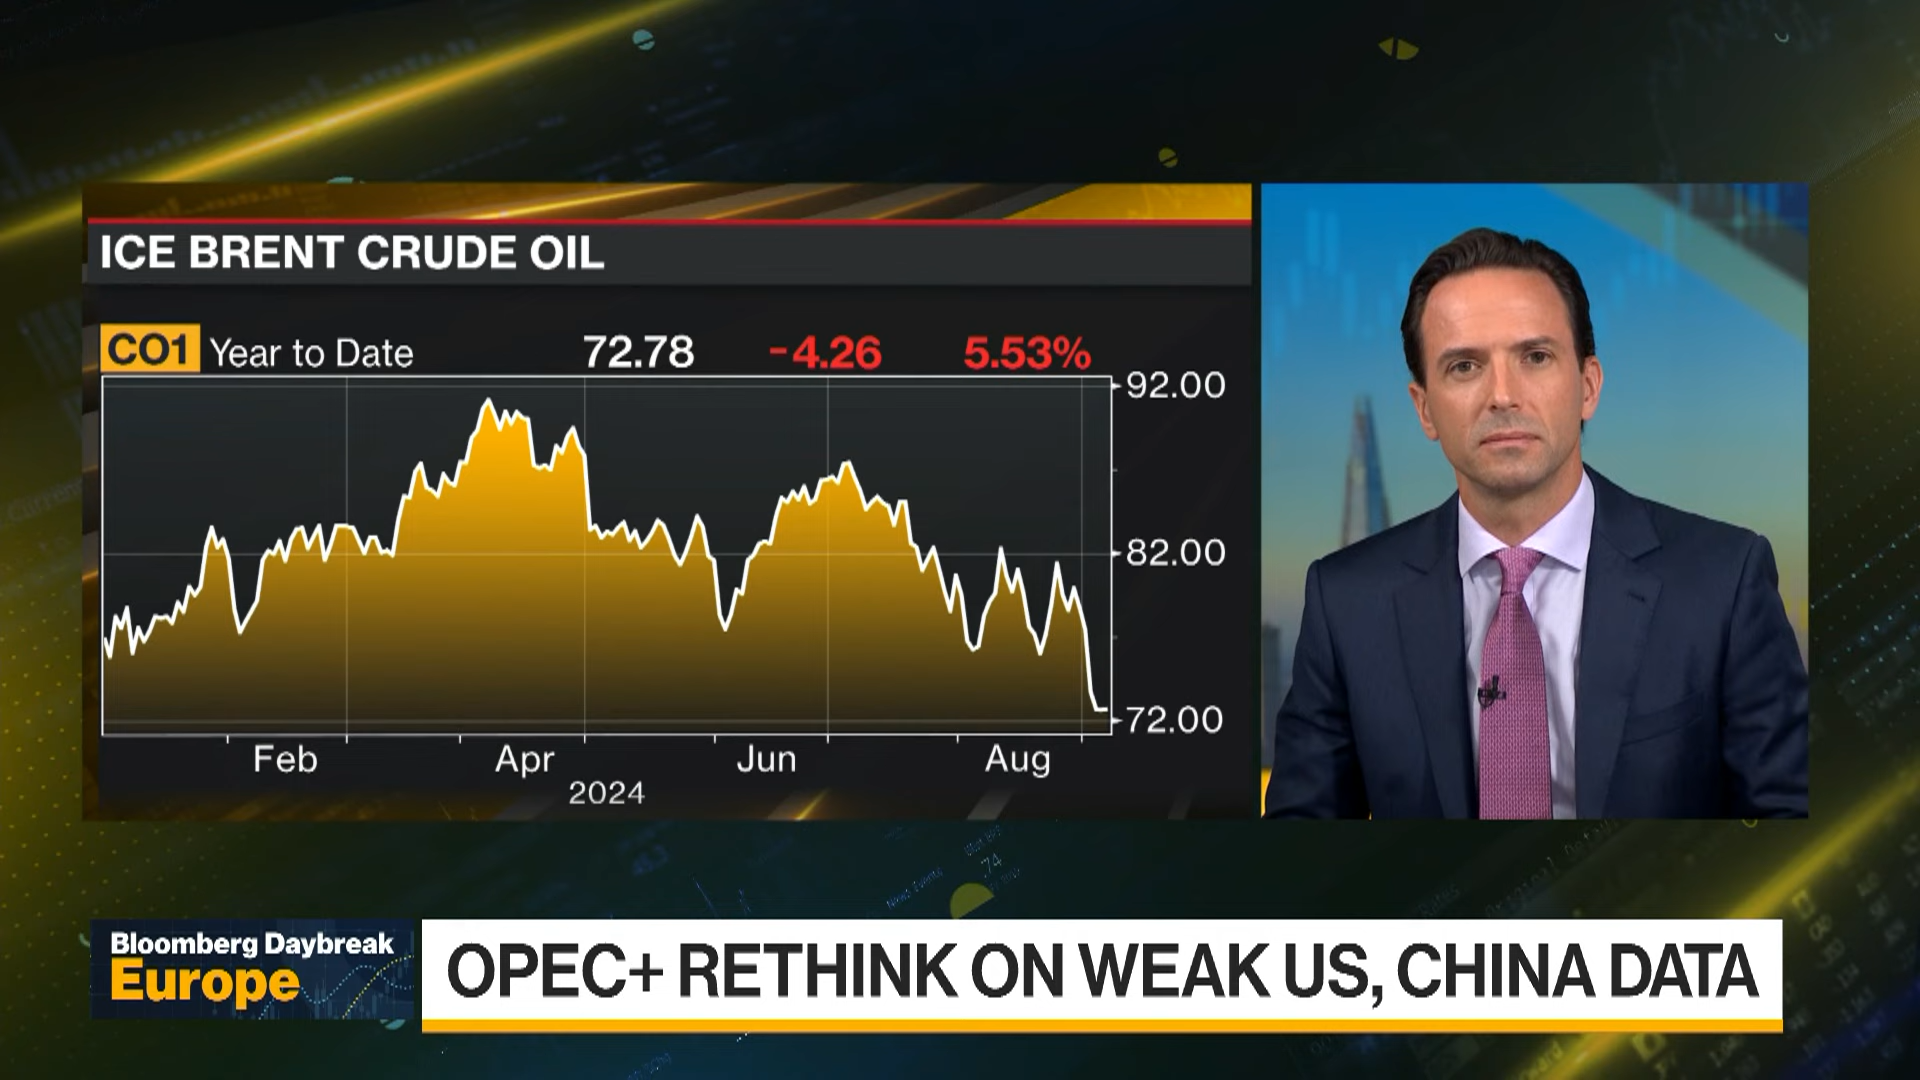 ICE BRENT CRUDE OIL
CO1 Year to Date 72.78 -4.26 5.53%
92.00
82.00
72.00
Feb Apr Jun Aug
2024
Bloomberg Daybreak
Europe
OPEC+ RETHINK ON WEAK US, CHINA DATA